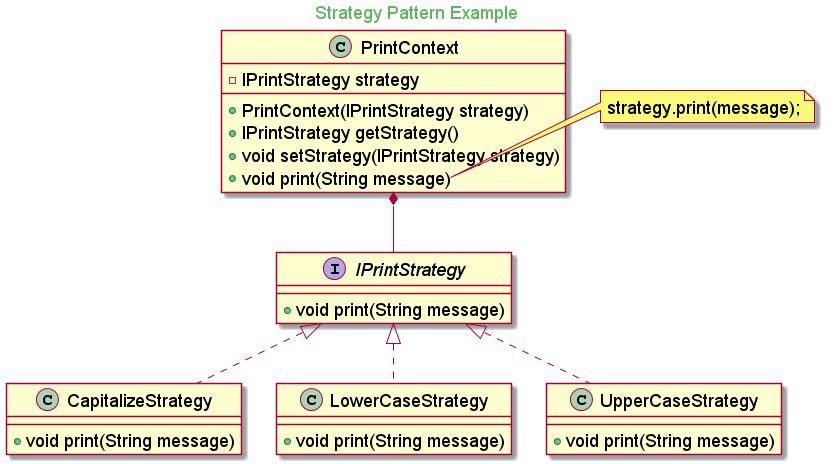 Strategy Pattern Example
C PrintContext
IPrintStrategy strategy
PrintContext(IPrintStrategy strategy)
IPrintStrategy getStrategy()
void setStrategy(IPrintStrategy strategy)
void print(String message)
strategy.print(message);
I IPrintStrategy
void print(String message)
C CapitalizeStrategy
void print(String message)
C LowerCaseStrategy
void print(String message)
C UpperCaseStrategy
void print(String message)